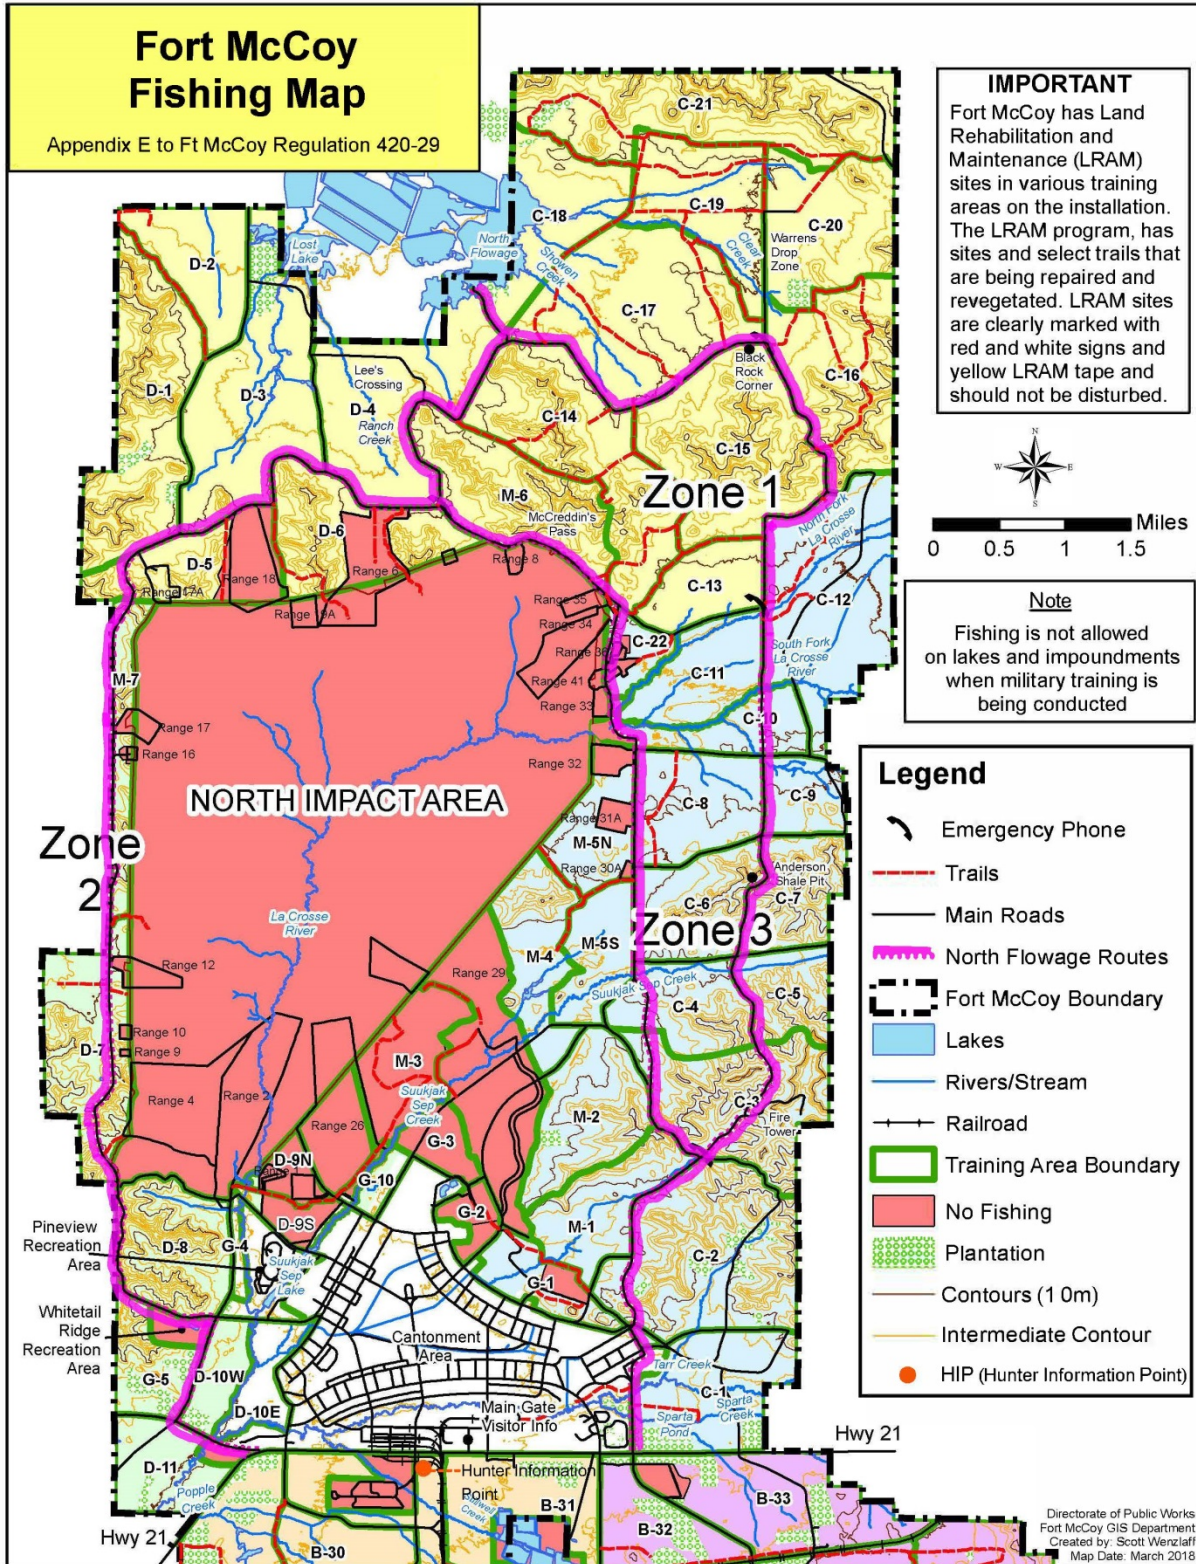 Fort McCoy
Fishing Map
Appendix E to Ft McCoy Regulation 420-29
IMPORTANT
Fort McCoy has Land
Rehabilitation and
Maintenance (LRAM)
sites in various training
areas on the installation.
The LRAM program, has
sites and select trails that
are being repaired and
revegetated. LRAM sites
are clearly marked with
red and white signs and
yellow LRAM tape and
should not be disturbed.
N
W E
S
Miles
0 0.5 1 1.5
Note
Fishing is not allowed
on lakes and impoundments
when military training is
being conducted
Legend
Emergency Phone
Trails
Main Roads
North Flowage Routes
Fort McCoy Boundary
Lakes
Rivers/Stream
Railroad
Training Area Boundary
No Fishing
Plantation
Contours (1 0m)
Intermediate Contour
HIP (Hunter Information Point)
C-21
C-18
C-19
C-20
North
Flowage
Lost
Lake
Showen
Creek
Clear
Creek
Warrens
Drop
Zone
D-2
C-17
Black
Rock
Corner
C-16
D-1
D-3
Lee's
Crossing
D-4
Ranch
Creek
C-14
C-15
Zone 1
M-6
McCreddin's
Pass
North Fork
La Crosse
River
D-6
D-5
Range 18
Range 6
Range 8
Range 17A
Range 19A
C-13
C-12
Range 35
Range 34
Range 36
C-22
Range 41
Range 33
C-11
South Fork
La Crosse
River
C-10
M-7
Range 17
Range 16
Range 32
NORTH IMPACT AREA
C-8
C-9
Range 31A
M-5N
Range 30A
Zone
2
Anderson
Shale Pit
C-6
C-7
La Crosse
River
Zone 3
M-5S
M-4
Range 12
Range 29
Suukjak Sep Creek
C-4
C-5
Range 10
Range 9
D-7
M-3
Range 4
Range 2
Suukjak
Sep
Creek
C-3
Fire
Tower
M-2
Range 26
G-3
D-9N
Range 1
G-10
G-2
D-9S
M-1
Pineview
Recreation
Area
D-8
G-4
C-2
Suukjak
Sep
Lake
G-1
Whitetail
Ridge
Recreation
Area
Cantonment
Area
G-5
D-10W
Tarr Creek
C-1
D-10E
Main Gate
Visitor Info
Sparta
Pond
Sparta
Creek
Hwy 21
D-11
Hunter Information
Point
Popple
Creek
Creek
B-31
B-33
B-32
B-30
Hwy 21
Directorate of Public Works
Fort McCoy GIS Department
Created by: Scott Wenzlaff
Map Date: March 2018